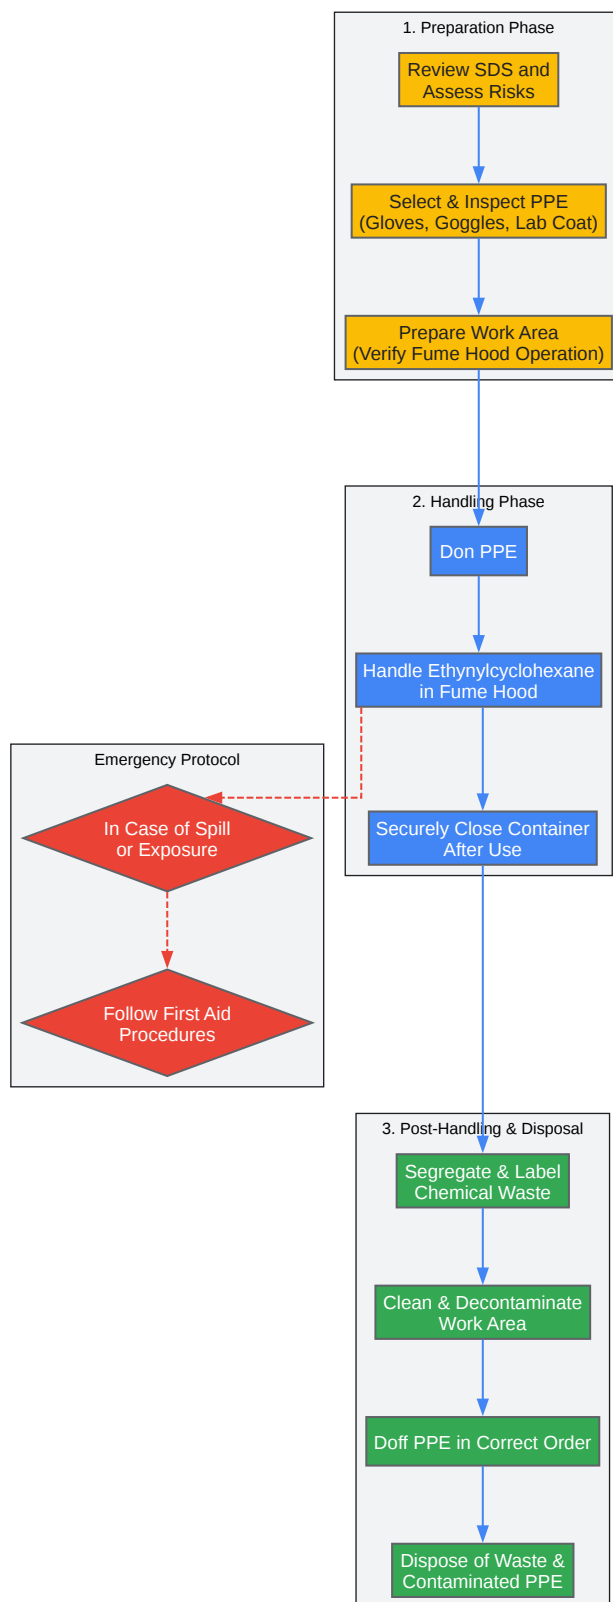 1. Preparation Phase
Review SDS and
Assess Risks
Select & Inspect PPE
(Gloves, Goggles, Lab Coat)
Prepare Work Area
(Verify Fume Hood Operation)
2. Handling Phase
Don PPE
Handle Ethynylcyclohexane
in Fume Hood
Securely Close Container
After Use
Emergency Protocol
In Case of Spill
or Exposure
Follow First Aid
Procedures
3. Post-Handling & Disposal
Segregate & Label
Chemical Waste
Clean & Decontaminate
Work Area
Doff PPE in Correct Order
Dispose of Waste &
Contaminated PPE